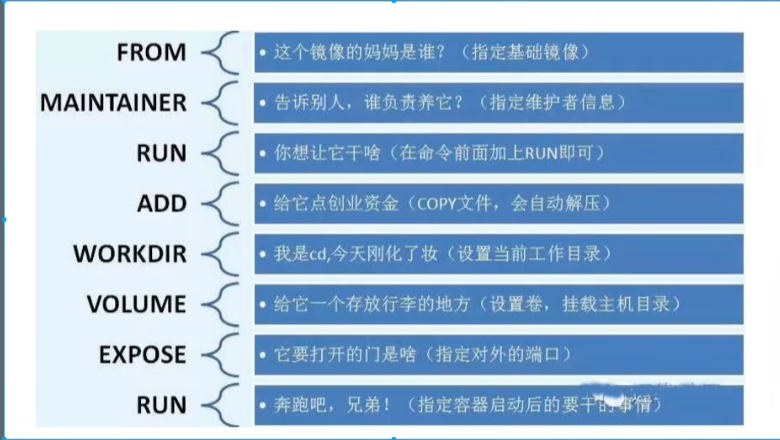 FROM
• 这个镜像的妈妈是谁？（指定基础镜像）
MAINTAINER
• 告诉别人，谁负责养它？（指定维护者信息）
RUN
• 你想让它干啥（在命令前面加上RUN即可）
ADD
• 给它点创业资金（COPY文件，会自动解压）
WORKDIR
• 我是cd,今天刚化了妆（设置当前工作目录）
VOLUME
• 给它一个存放行李的地方（设置卷，挂载主机目录）
EXPOSE
• 它要打开的门是啥（指定对外的端口）
RUN
• 奔跑吧，兄弟！（指定容器启动后的要干的事情）